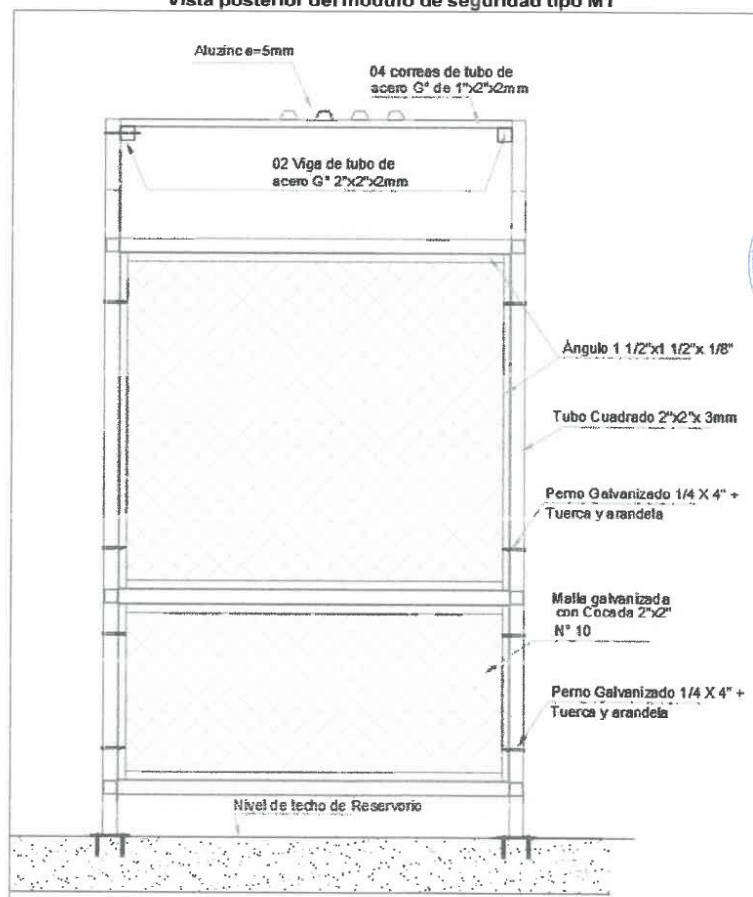 Vista posterior del módulo de seguridad tipo M1
Aluzinc e=5mm
04 correas de tubo de
acero G° de 1"x2"x2mm
02 Viga de tubo de
acero G° 2"x2"x2mm
Ángulo 1 1/2"x1 1/2"x 1/8"
Tubo Cuadrado 2"x2"x 3mm
Perno Galvanizado 1/4 X 4" +
Tuerca y arandela
Malla galvanizada
con Cocada 2"x2"
N° 10
Perno Galvanizado 1/4 X 4" +
Tuerca y arandela
Nivel de techo de Reservorio